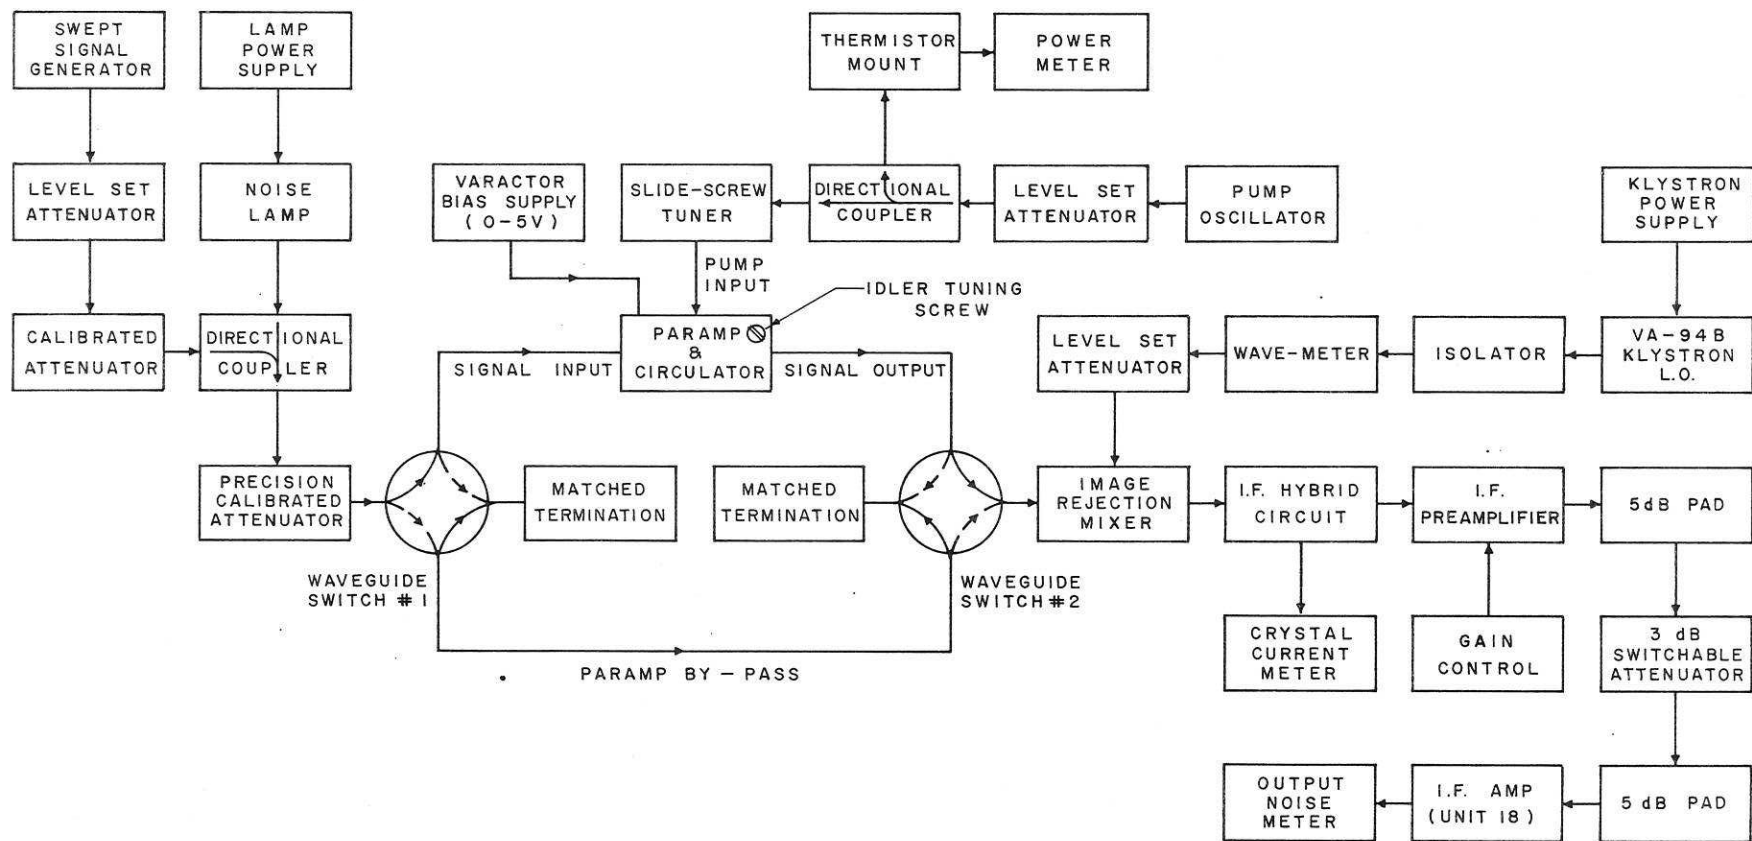 SWEPT
SIGNAL
GENERATOR
LAMP
POWER
SUPPLY
THERMISTOR
MOUNT
POWER
METER
LEVEL SET
ATTENUATOR
NOISE
LAMP
VARACTOR
BIAS SUPPLY
(0-5V)
SLIDE-SCREW
TUNER
DIRECTIONAL
COUPLER
LEVEL SET
ATTENUATOR
PUMP
OSCILLATOR
KLYSTRON
POWER
SUPPLY
PUMP
INPUT
IDLER TUNING
SCREW
CALIBRATED
ATTENUATOR
DIRECTIONAL
COUPLER
SIGNAL INPUT
PARAMP
&
CIRCULATOR
SIGNAL OUTPUT
LEVEL SET
ATTENUATOR
WAVE-METER
ISOLATOR
VA-94B
KLYSTRON
L.O.
PRECISION
CALIBRATED
ATTENUATOR
MATCHED
TERMINATION
MATCHED
TERMINATION
IMAGE
REJECTION
MIXER
I.F. HYBRID
CIRCUIT
I.F.
PREAMPLIFIER
5dB PAD
WAVEGUIDE
SWITCH #1
WAVEGUIDE
SWITCH #2
PARAMP BY-PASS
CRYSTAL
CURRENT
METER
GAIN
CONTROL
3 dB
SWITCHABLE
ATTENUATOR
OUTPUT
NOISE
METER
I.F. AMP
(UNIT 18)
5dB PAD